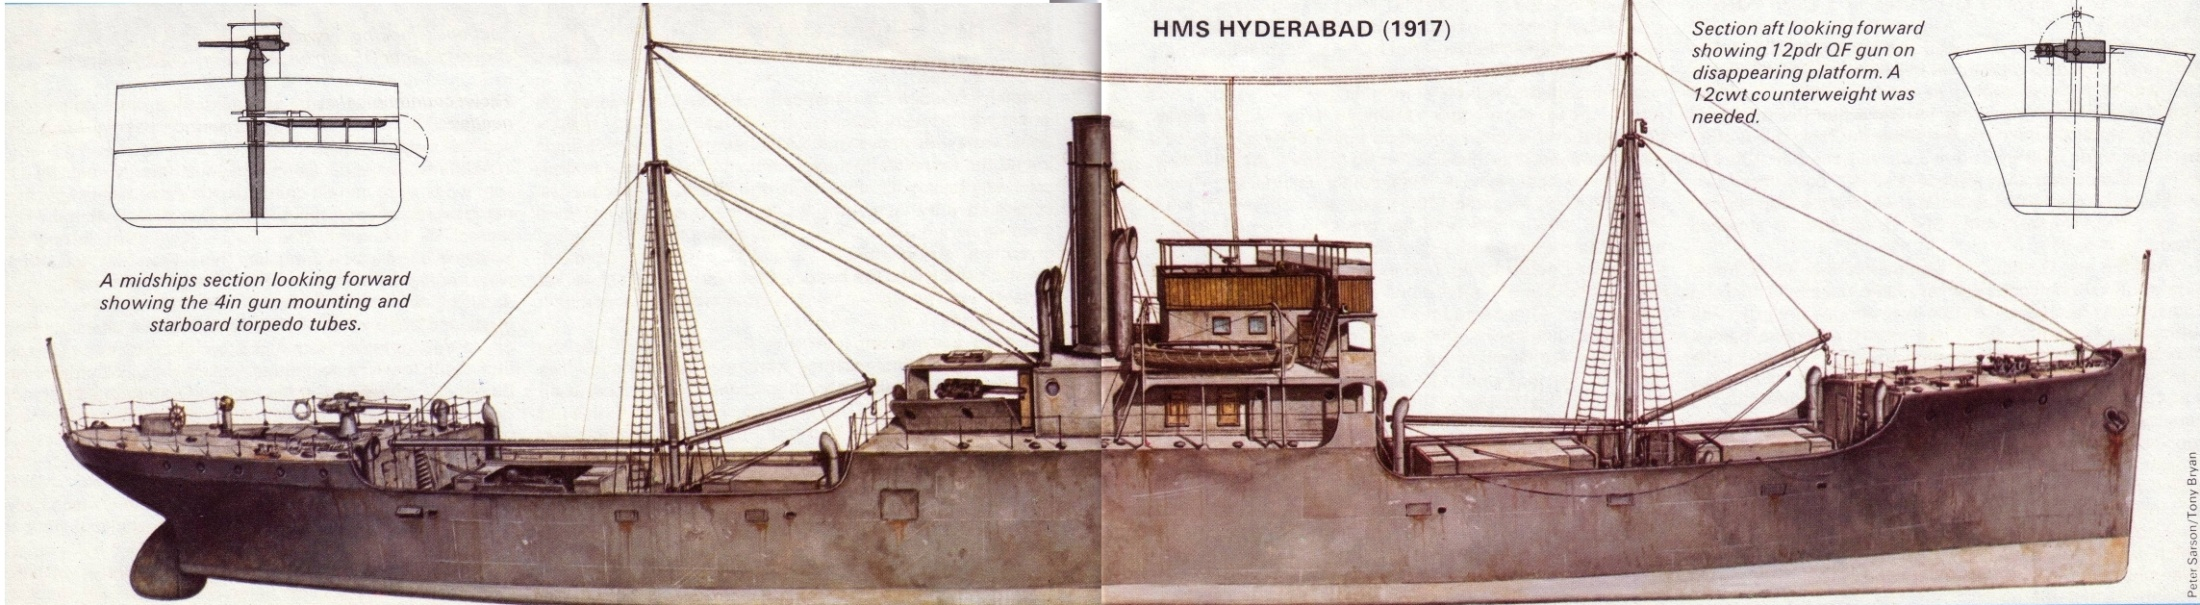 HMS HYDERABAD (1917)
Section aft looking forward
showing 12pdr QF gun on
disappearing platform. A
12cwt counterweight was
needed.
A midships section looking forward
showing the 4in gun mounting and
starboard torpedo tubes.
Peter Sarson/Tony Bryan